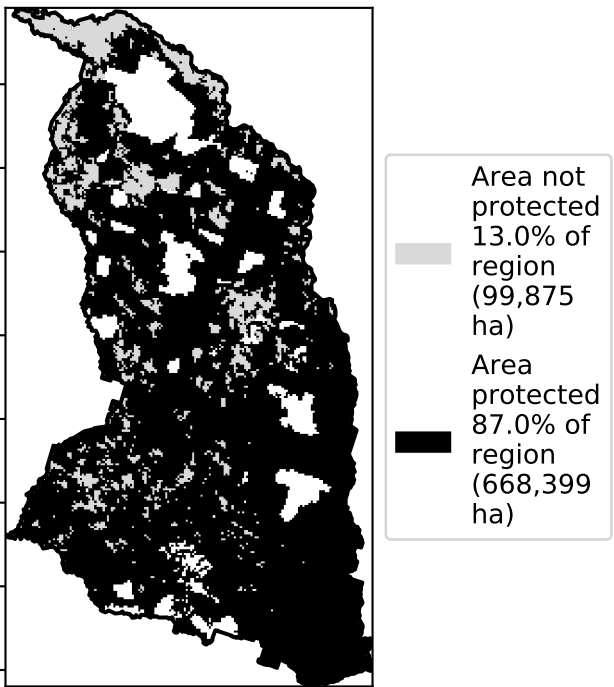 Area not
protected
13.0% of
region
(99,875
ha)
Area
protected
87.0% of
region
(668,399
ha)